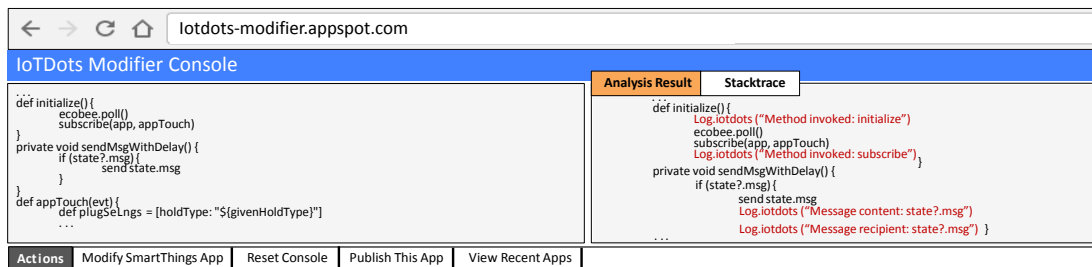 Iotdots-modifier.appspot.com
IoTDots Modifier Console
. . .
def initialize() {
ecobee.poll()
subscribe(app, appTouch)
}
private void sendMsgWithDelay() {
if (state?.msg) {
send state.msg
}
}
def appTouch(evt) {
def plugSeLngs = [holdType: "${givenHoldType}"]
. . .
Analysis Result Stacktrace
. . .
def initialize() {
Log.iotdots (“Method invoked: initialize”)
ecobee.poll()
subscribe(app, appTouch)
Log.iotdots (“Method invoked: subscribe”)
}
private void sendMsgWithDelay() {
if (state?.msg) {
send state.msg
Log.iotdots (“Message content: state?.msg”)
Log.iotdots (“Message recipient: state?.msg”) }
. . .
Actions Modify SmartThings App Reset Console Publish This App View Recent Apps